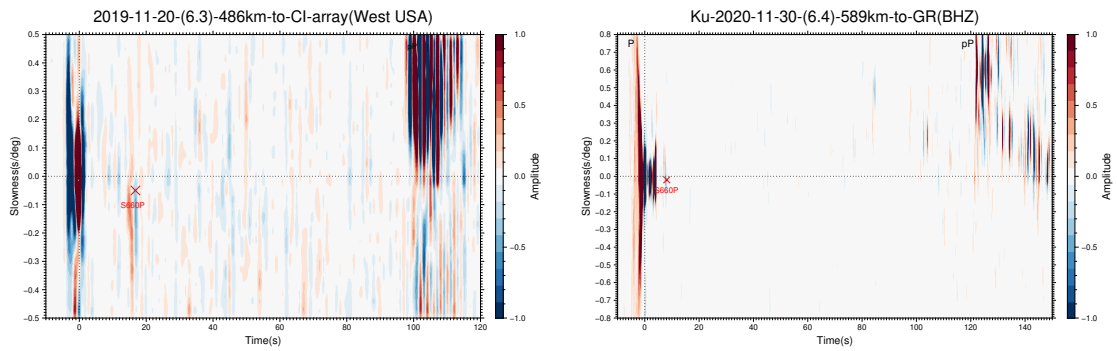 2019-11-20-(6.3)-486km-to-CI-array(West USA)
0.5
0.4
0.3
0.2
0.1
0.0
−0.1
−0.2
−0.3
−0.4
−0.5
Slowness(s/deg)
pP
S660P
0 20 40 60 80 100 120
Time(s)
1.0
0.5
0.0
−0.5
−1.0
Amplitude
Ku-2020-11-30-(6.4)-589km-to-GR(BHZ)
0.8
0.7
0.6
0.5
0.4
0.3
0.2
0.1
0.0
−0.1
−0.2
−0.3
−0.4
−0.5
−0.6
−0.7
−0.8
Slowness(s/deg)
P pP
S660P
0 20 40 60 80 100 120 140
Time(s)
1.0
0.5
0.0
−0.5
−1.0
Amplitude